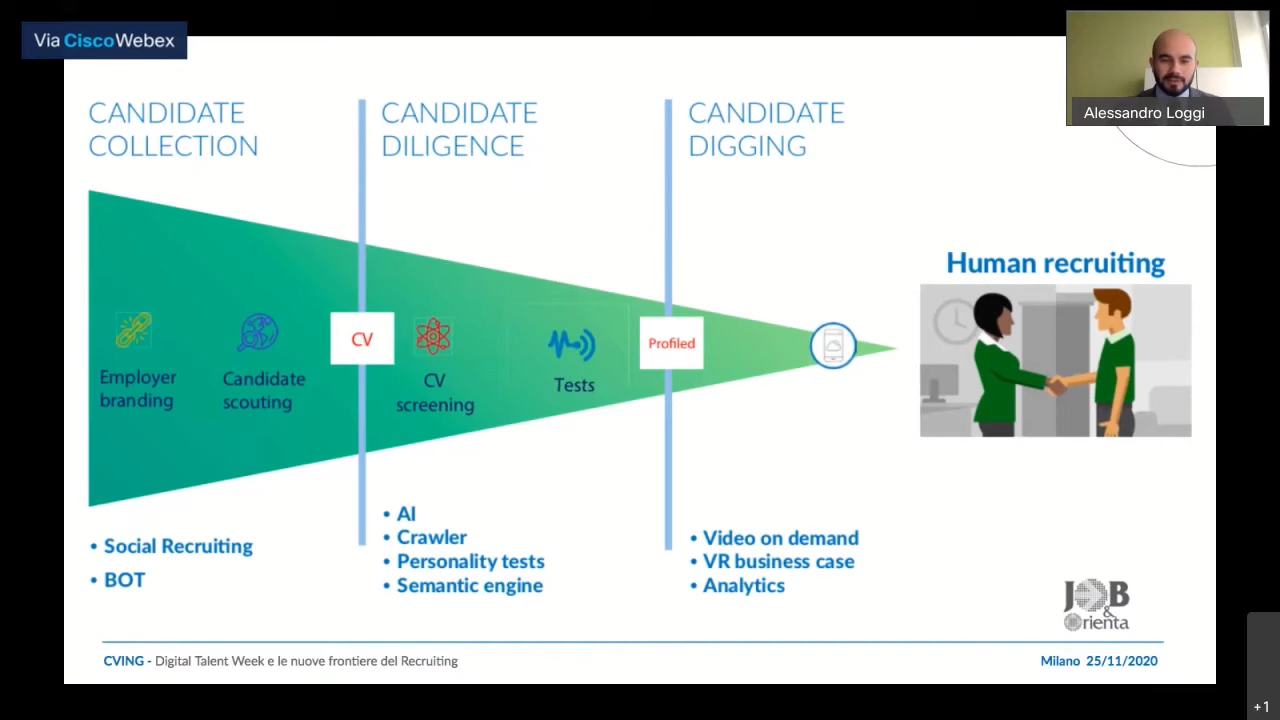 Via Cisco Webex
Alessandro Loggi
CANDIDATE
COLLECTION
CANDIDATE
DILIGENCE
CANDIDATE
DIGGING
Human recruiting
CV
Profiled
Employer
branding
Candidate
scouting
CV
screening
Tests
• Social Recruiting
• BOT
• AI
• Crawler
• Personality tests
• Semantic engine
• Video on demand
• VR business case
• Analytics
JOB
&
Orienta
CVING - Digital Talent Week e le nuove frontiere del Recruiting
Milano 25/11/2020
+1